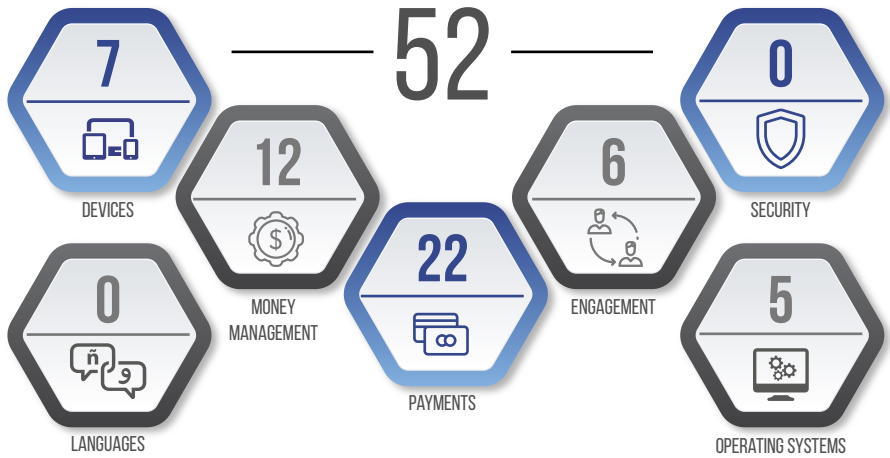 52
7
DEVICES
0
SECURITY
12
MONEY
MANAGEMENT
6
ENGAGEMENT
22
PAYMENTS
0
ñ
و
LANGUAGES
5
OPERATING SYSTEMS
$